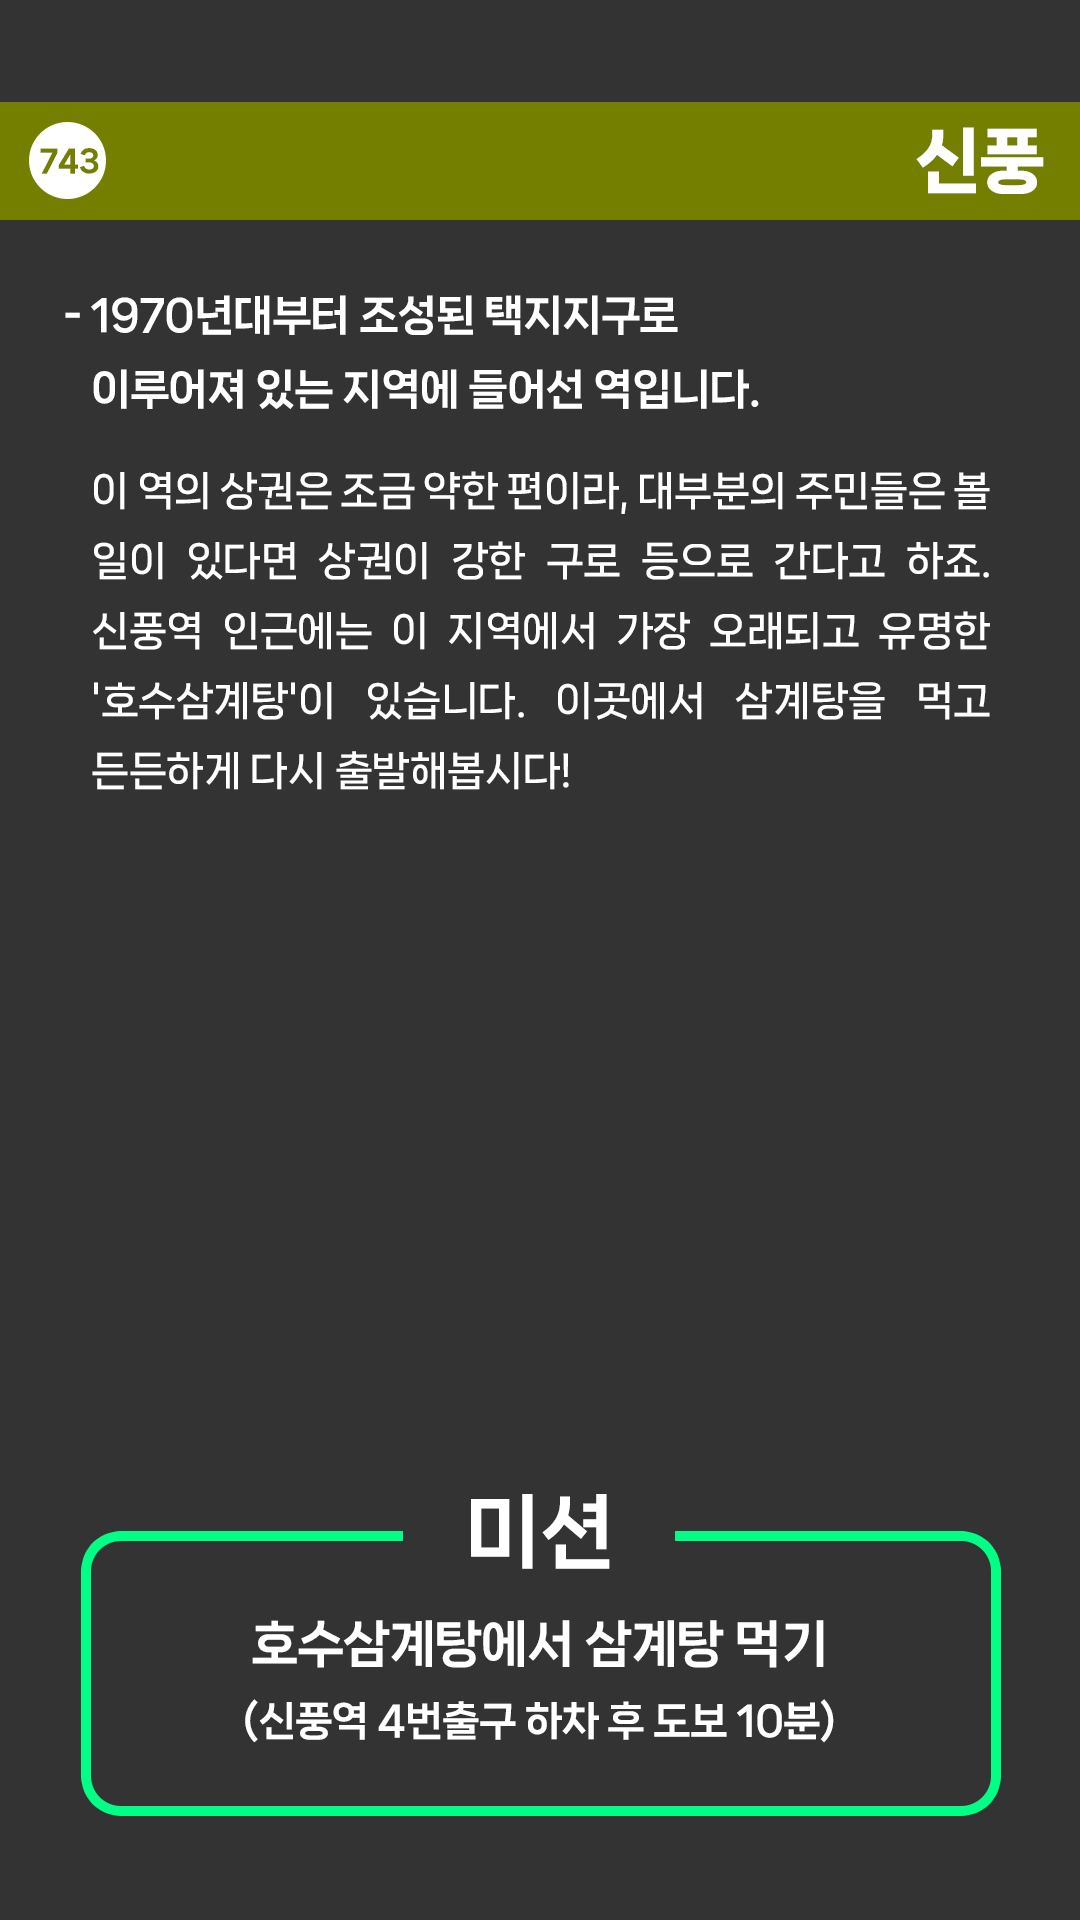 743
신풍
- 1970년대부터 조성된 택지지구로
이루어져 있는 지역에 들어선 역입니다.
이 역의 상권은 조금 약한 편이라, 대부분의 주민들은 볼
일이 있다면 상권이 강한 구로 등으로 간다고 하죠.
신풍역 인근에는 이 지역에서 가장 오래되고 유명한
'호수삼계탕'이 있습니다. 이곳에서 삼계탕을 먹고
든든하게 다시 출발해봅시다!
미션
호수삼계탕에서 삼계탕 먹기
(신풍역 4번출구 하차 후 도보 10분)